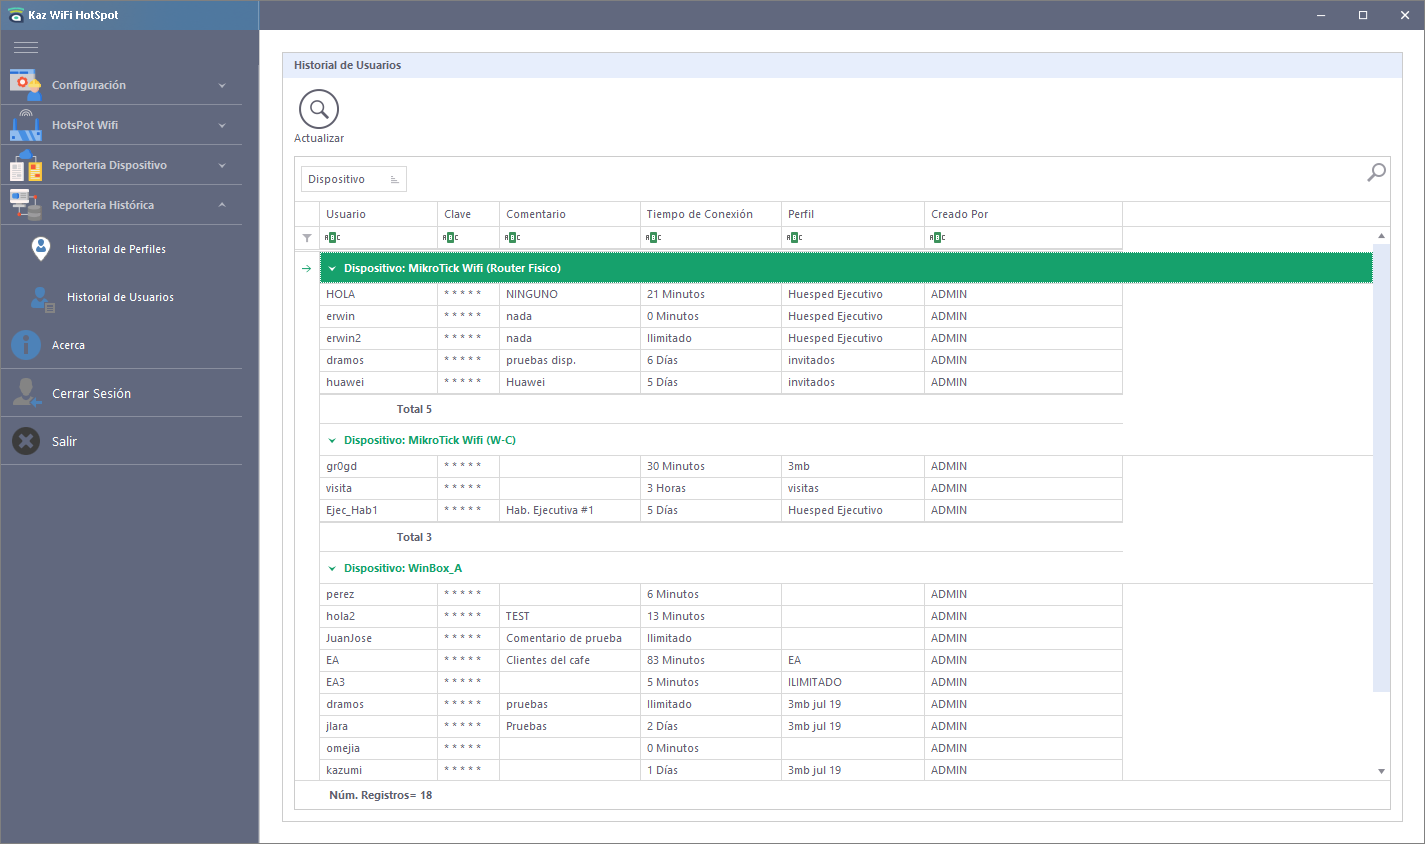 Kaz WiFi HotSpot
Configuración
HotsPot Wifi
Reporteria Dispositivo
Reporteria Histórica
Historial de Perfiles
Historial de Usuarios
Acerca
Cerrar Sesión
Salir
Historial de Usuarios
Actualizar
Dispositivo
Usuario Clave Comentario Tiempo de Conexión Perfil Creado Por
ABC ABC ABC ABC ABC ABC
Dispositivo: MikroTick Wifi (Router Fisico)
HOLA ***** NINGUNO 21 Minutos Huesped Ejecutivo ADMIN
erwin ***** nada 0 Minutos Huesped Ejecutivo ADMIN
erwin2 ***** nada Ilimitado Huesped Ejecutivo ADMIN
dramos ***** pruebas disp. 6 Días invitados ADMIN
huawei ***** Huawei 5 Días invitados ADMIN
Total 5
Dispositivo: MikroTick Wifi (W-C)
gr0gd ***** 30 Minutos 3mb ADMIN
visita ***** 3 Horas visitas ADMIN
Ejec_Hab1 ***** Hab. Ejecutiva #1 5 Días Huesped Ejecutivo ADMIN
Total 3
Dispositivo: WinBox_A
perez ***** 6 Minutos ADMIN
hola2 ***** TEST 13 Minutos ADMIN
JuanJose ***** Comentario de prueba Ilimitado ADMIN
EA ***** Clientes del cafe 83 Minutos EA ADMIN
EA3 ***** 5 Minutos ILIMITADO ADMIN
dramos ***** pruebas Ilimitado 3mb jul 19 ADMIN
jlara ***** Pruebas 2 Días 3mb jul 19 ADMIN
omejia ***** 0 Minutos ADMIN
kazumi ***** 1 Días 3mb jul 19 ADMIN
Núm. Registros= 18